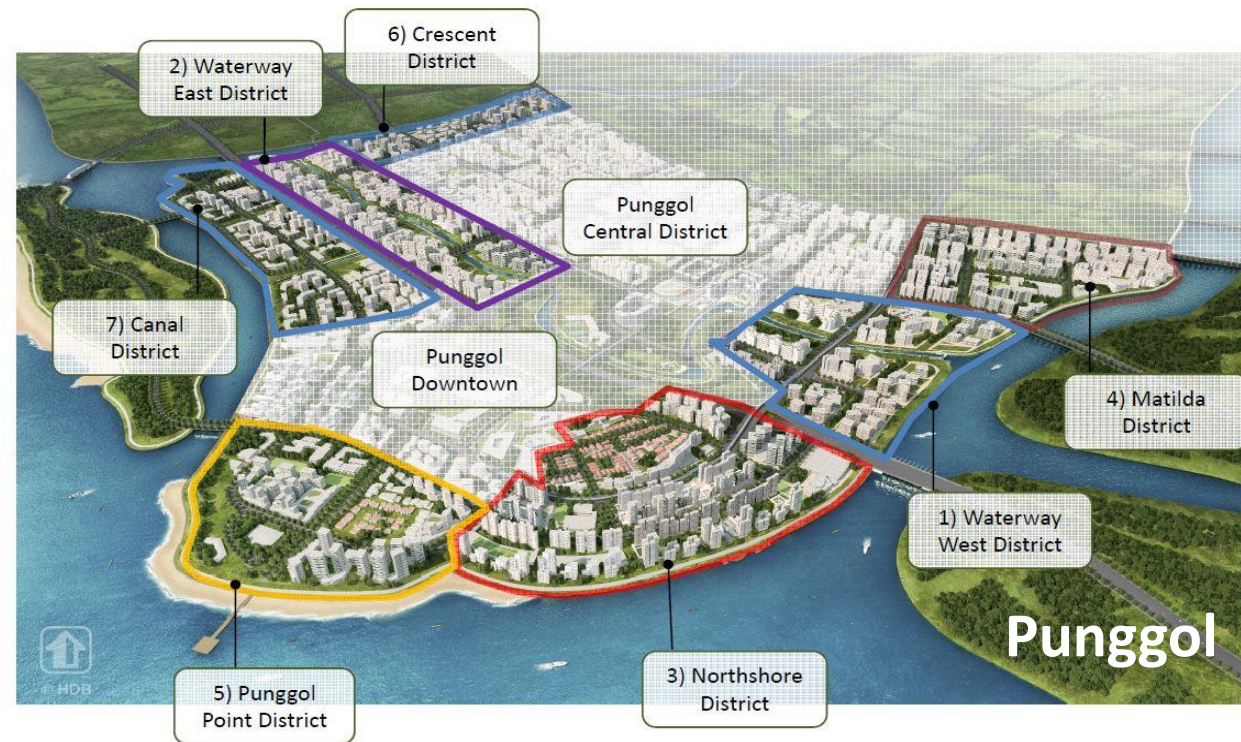 6) Crescent
District
2) Waterway
East District
Punggol
Central District
7) Canal
District
Punggol
Downtown
4) Matilda
District
1) Waterway
West District
Punggol
3) Northshore
District
5) Punggol
Point District
© HDB